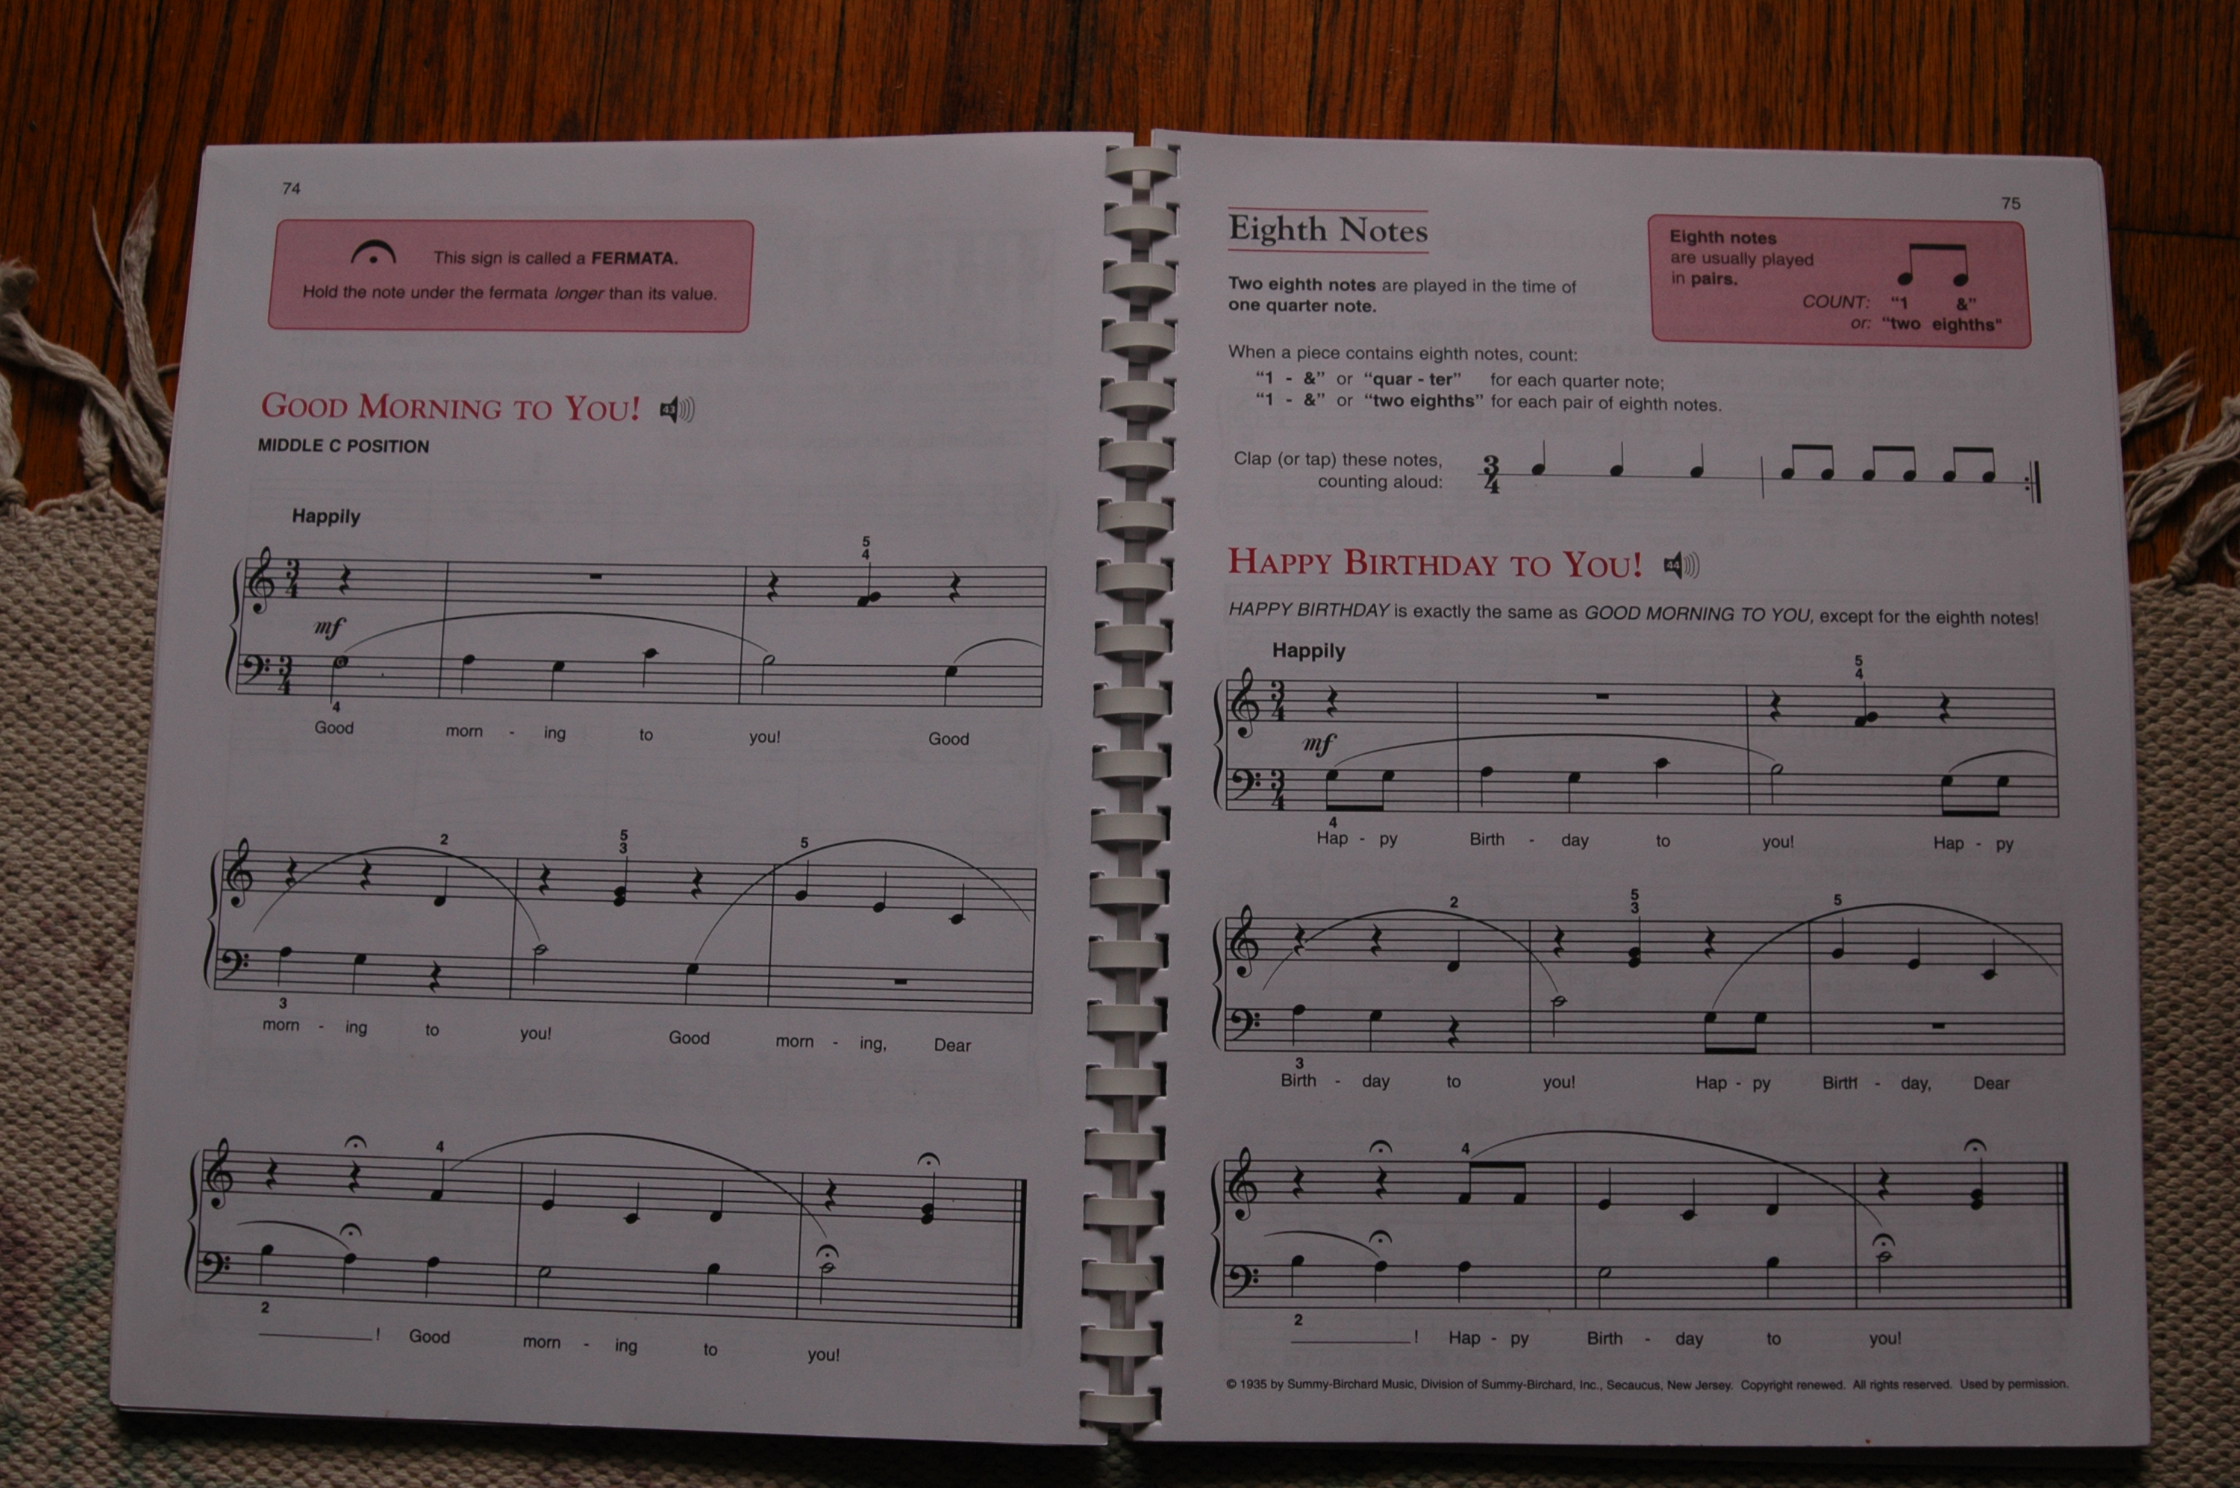 74
This sign is called a FERMATA.
Hold the note under the fermata longer than its value.
GOOD MORNING TO YOU! 43
MIDDLE C POSITION
Happily
5
4
3
4
mf
3
4
4
Good morn - ing to you! Good
2
5
3
5
3
morn - ing to you! Good morn - ing, Dear
4
2
! Good morn - ing to you!
75
Eighth Notes
Eighth notes
are usually played
in pairs.
COUNT: "1 &"
or: "two eighths"
Two eighth notes are played in the time of
one quarter note.
When a piece contains eighth notes, count:
"1 - &" or "quar - ter" for each quarter note;
"1 - &" or "two eighths" for each pair of eighth notes.
Clap (or tap) these notes,
counting aloud:
3
4
HAPPY BIRTHDAY TO YOU! 44
HAPPY BIRTHDAY is exactly the same as GOOD MORNING TO YOU, except for the eighth notes!
Happily
5
4
3
4
mf
3
4
4
Hap - py Birth - day to you! Hap - py
2
5
3
5
3
Birth - day to you! Hap - py Birth - day, Dear
4
2
! Hap - py Birth - day to you!
© 1935 by Summy-Birchard Music, Division of Summy-Birchard, Inc., Secaucus, New Jersey. Copyright renewed. All rights reserved. Used by permission.